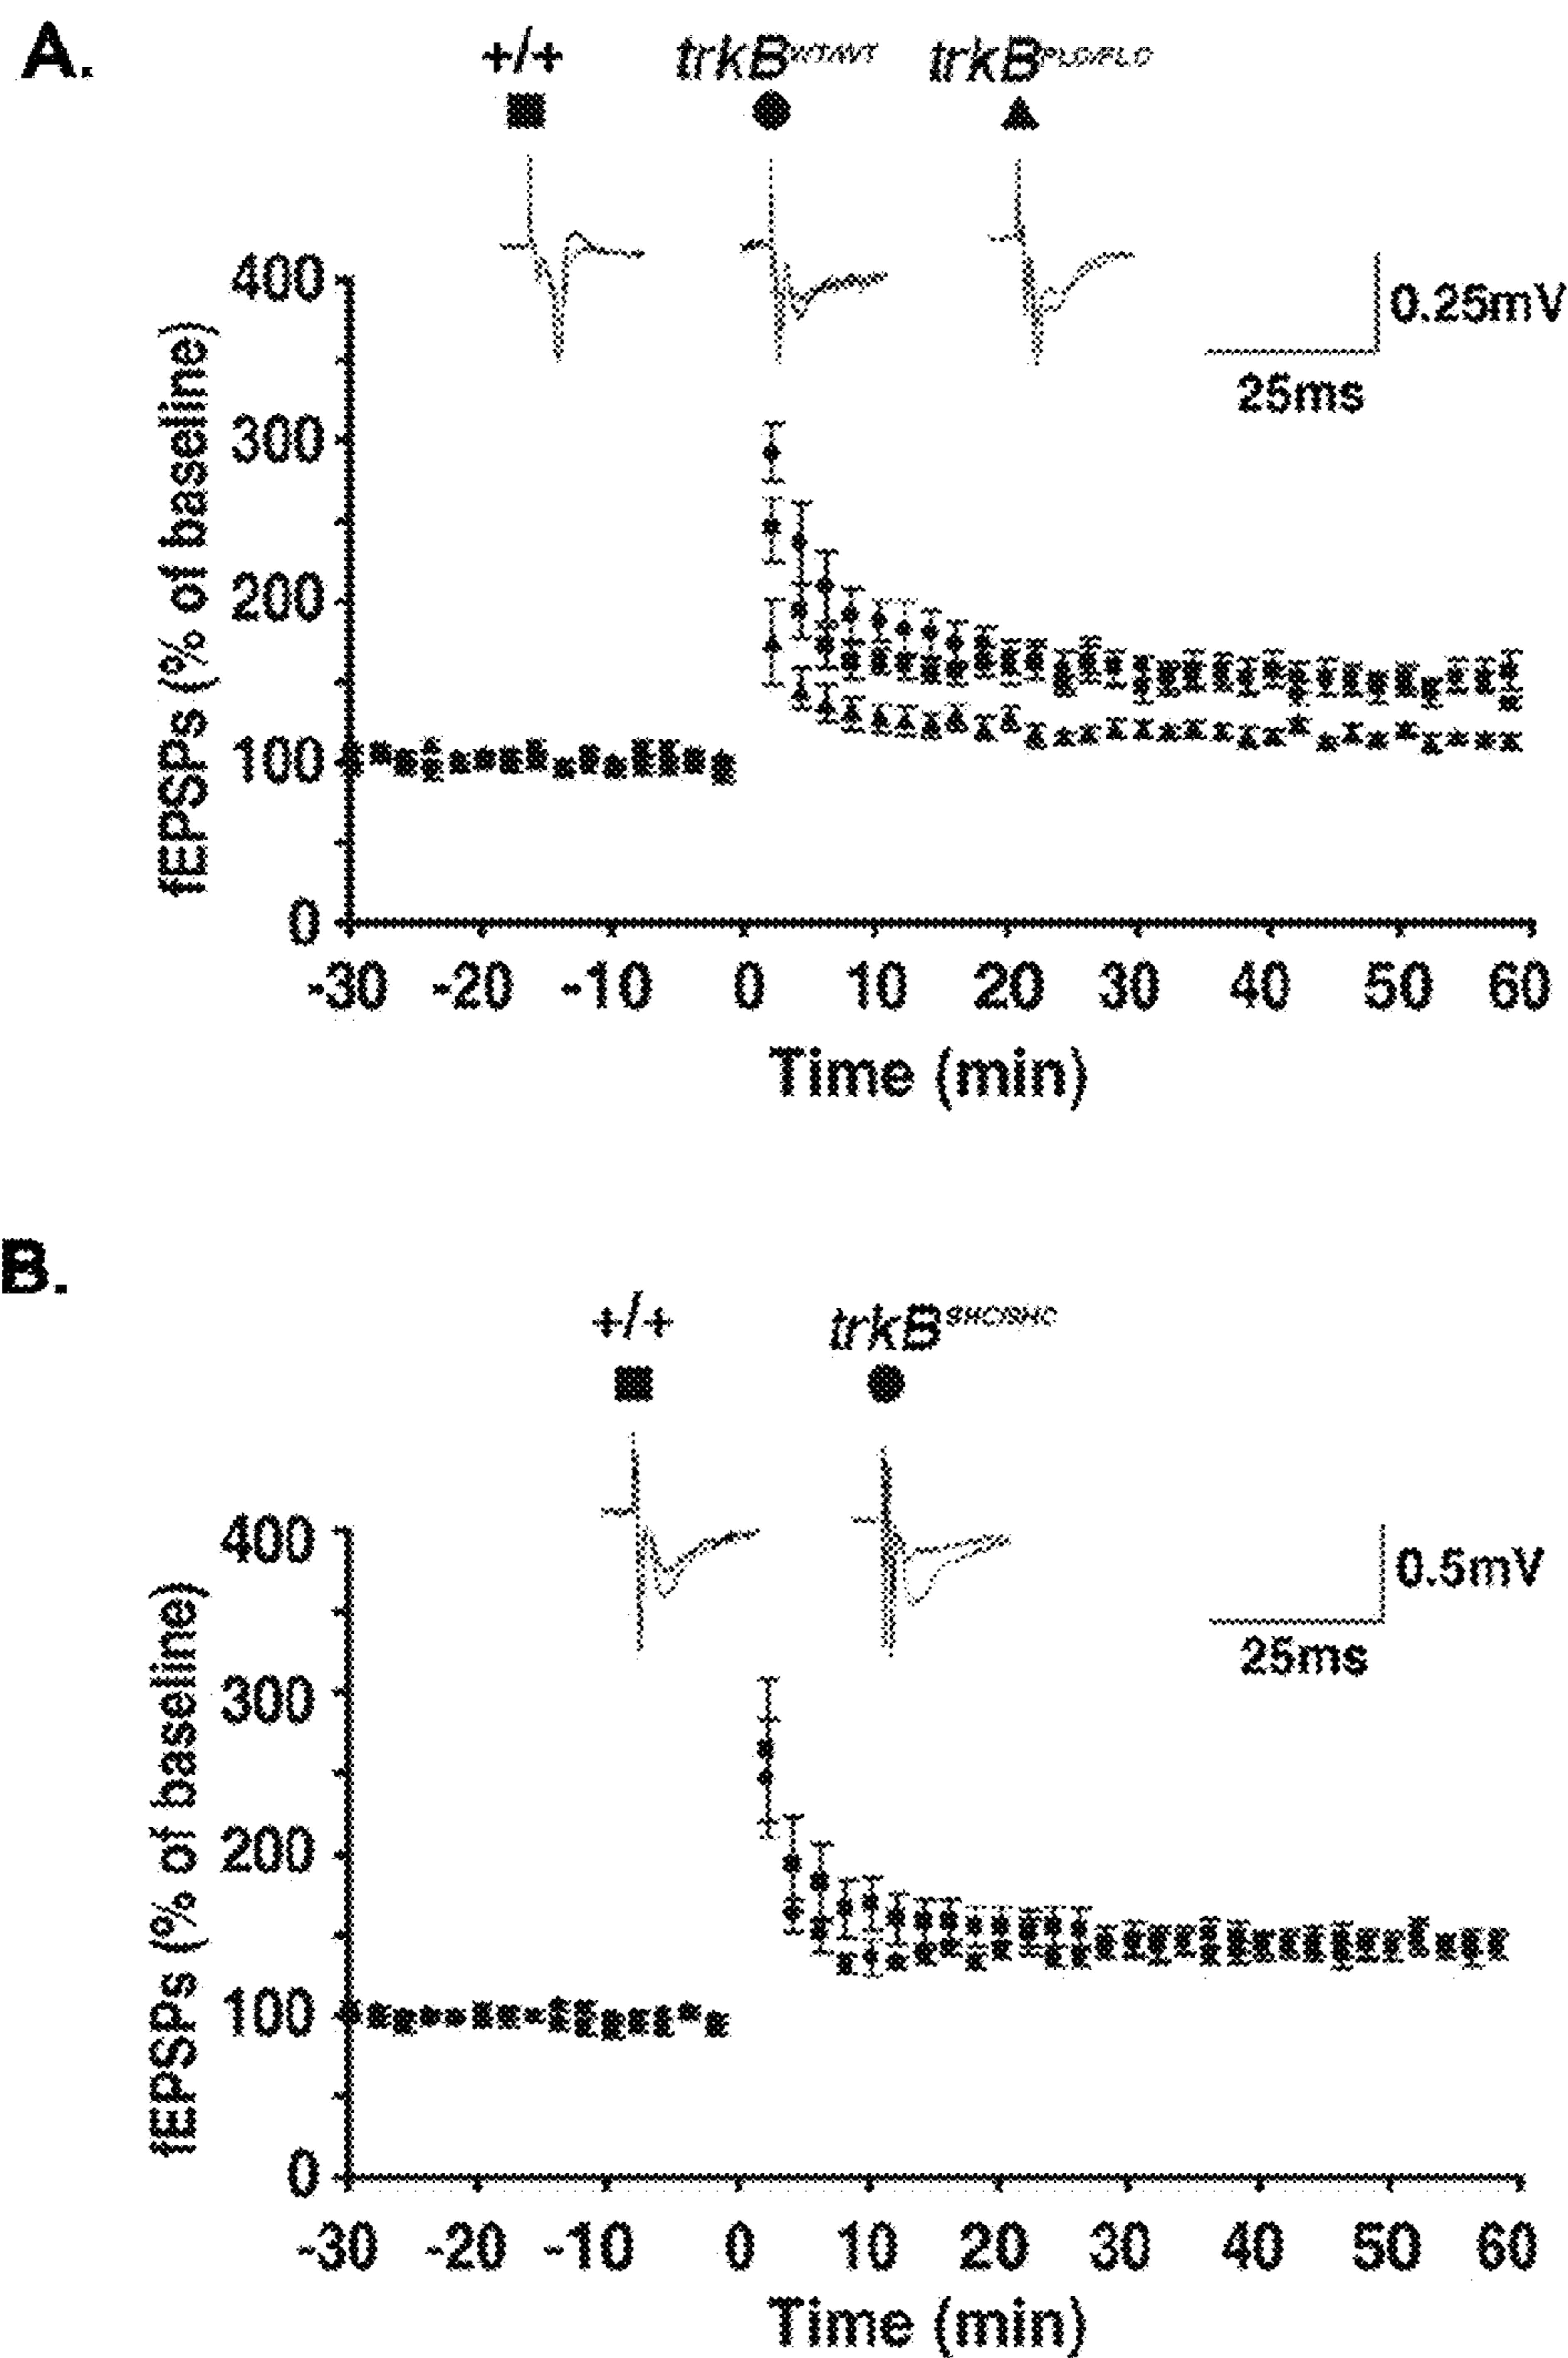 A.
+/+ trkB trkB
400
300
200
100
0
fEPSPs (% of baseline)
0.25mV
25ms
-30 -20 -10 0 10 20 30 40 50 60
Time (min)
B.
+/+ trkB^SHC/SHC
400
300
200
100
0
fEPSPs (% of baseline)
0.5mV
25ms
-30 -20 -10 0 10 20 30 40 50 60
Time (min)